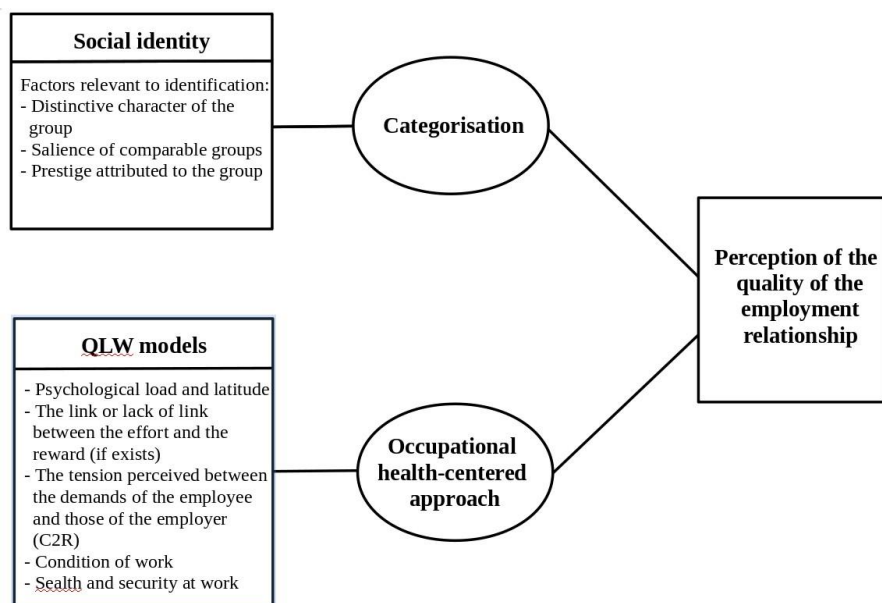 Social identity
Factors relevant to identification:
- Distinctive character of the
group
- Salience of comparable groups
- Prestige attributed to the group
Categorisation
Perception of the
quality of the
employment
relationship
QLW models
- Psychological load and latitude
- The link or lack of link
between the effort and the
reward (if exists)
- The tension perceived between
the demands of the employee
and those of the employer
(C2R)
- Condition of work
- Sealth and security at work
Occupational
health-centered
approach